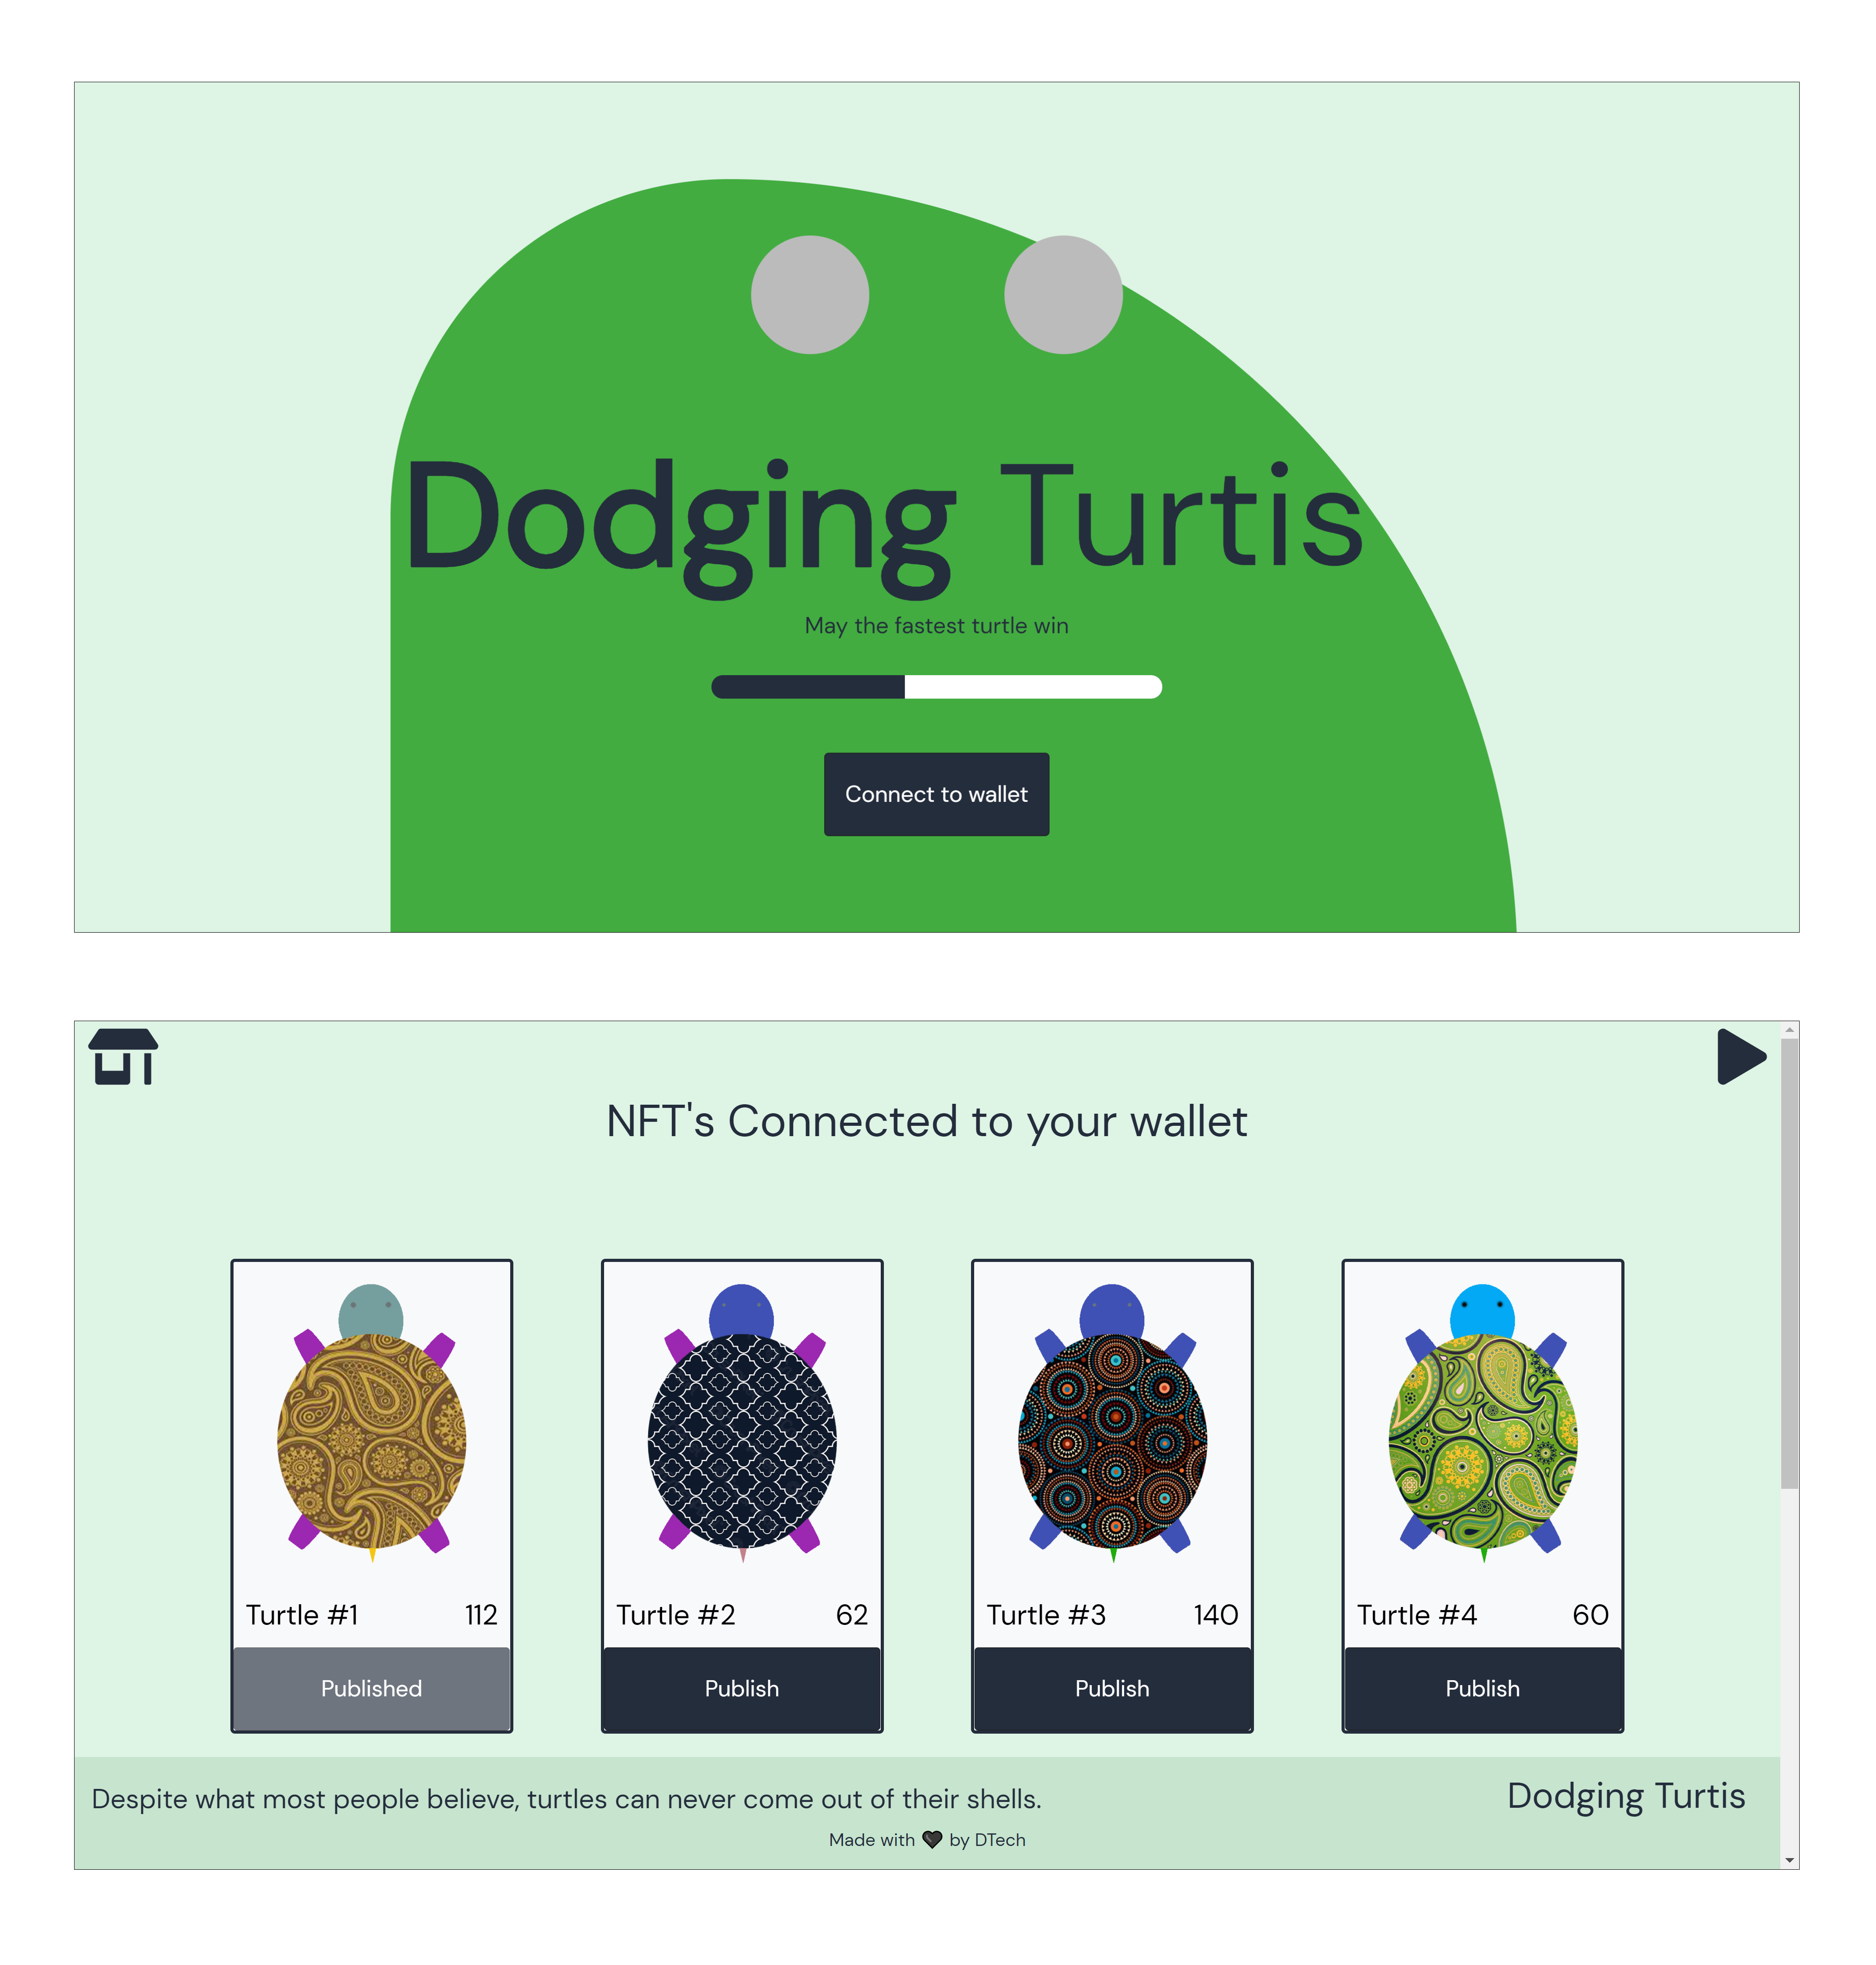 Dodging Turtis
May the fastest turtle win
Connect to wallet
NFT's Connected to your wallet
Turtle #1 112
Turtle #2 62
Turtle #3 140
Turtle #4 60
Published
Publish
Publish
Publish
Despite what most people believe, turtles can never come out of their shells.
Dodging Turtis
Made with 🖤 by DTech